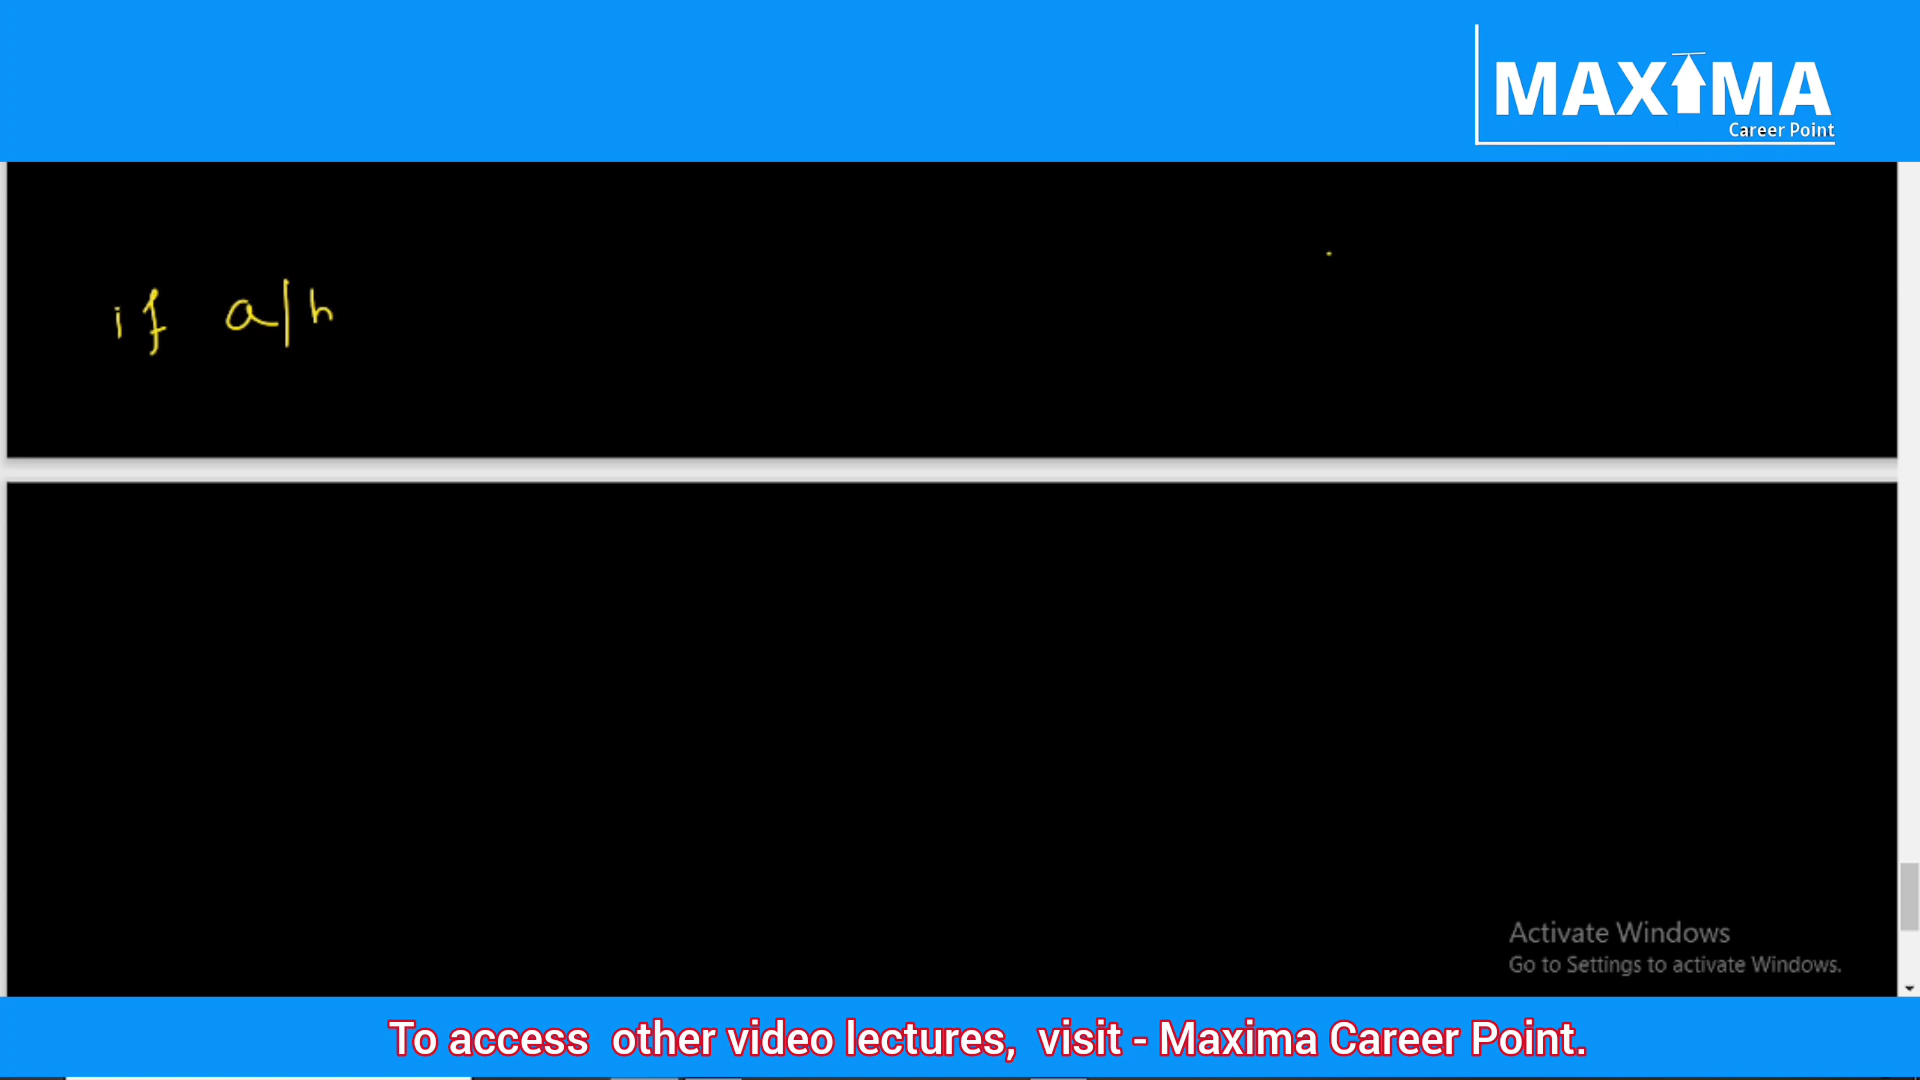 MAXIMA
Career Point
if a|h
Activate Windows
Go to Settings to activate Windows.
To access other video lectures, visit - Maxima Career Point.